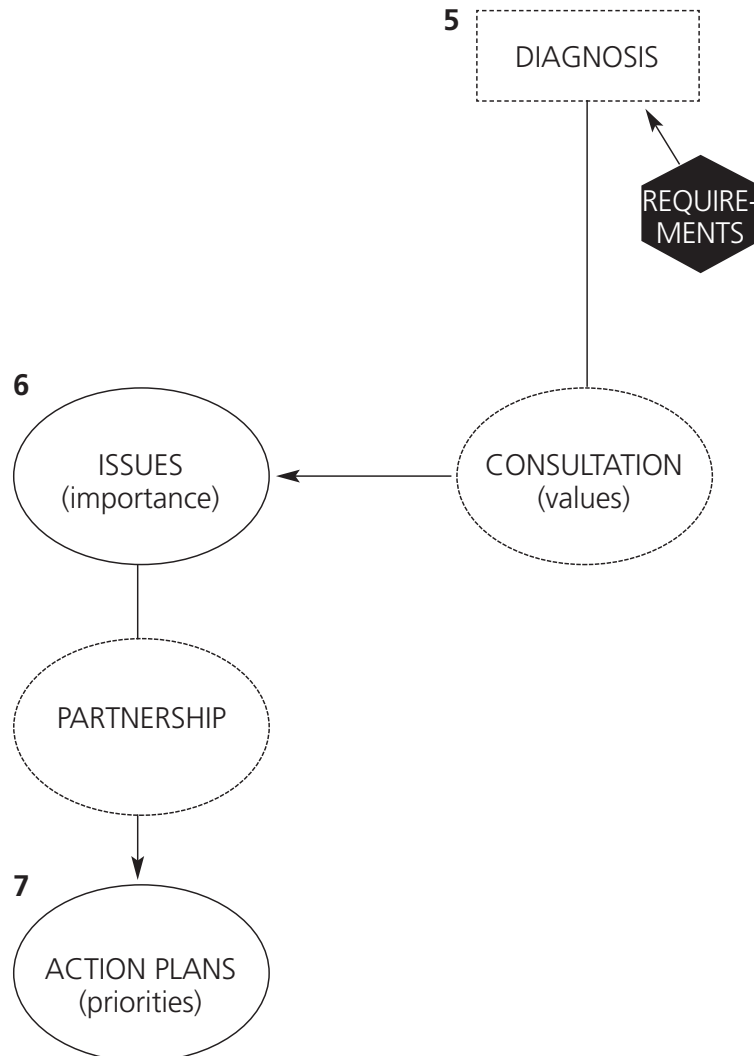 5
DIAGNOSIS
REQUIRE-
MENTS
6
ISSUES
(importance)
CONSULTATION
(values)
PARTNERSHIP
7
ACTION PLANS
(priorities)